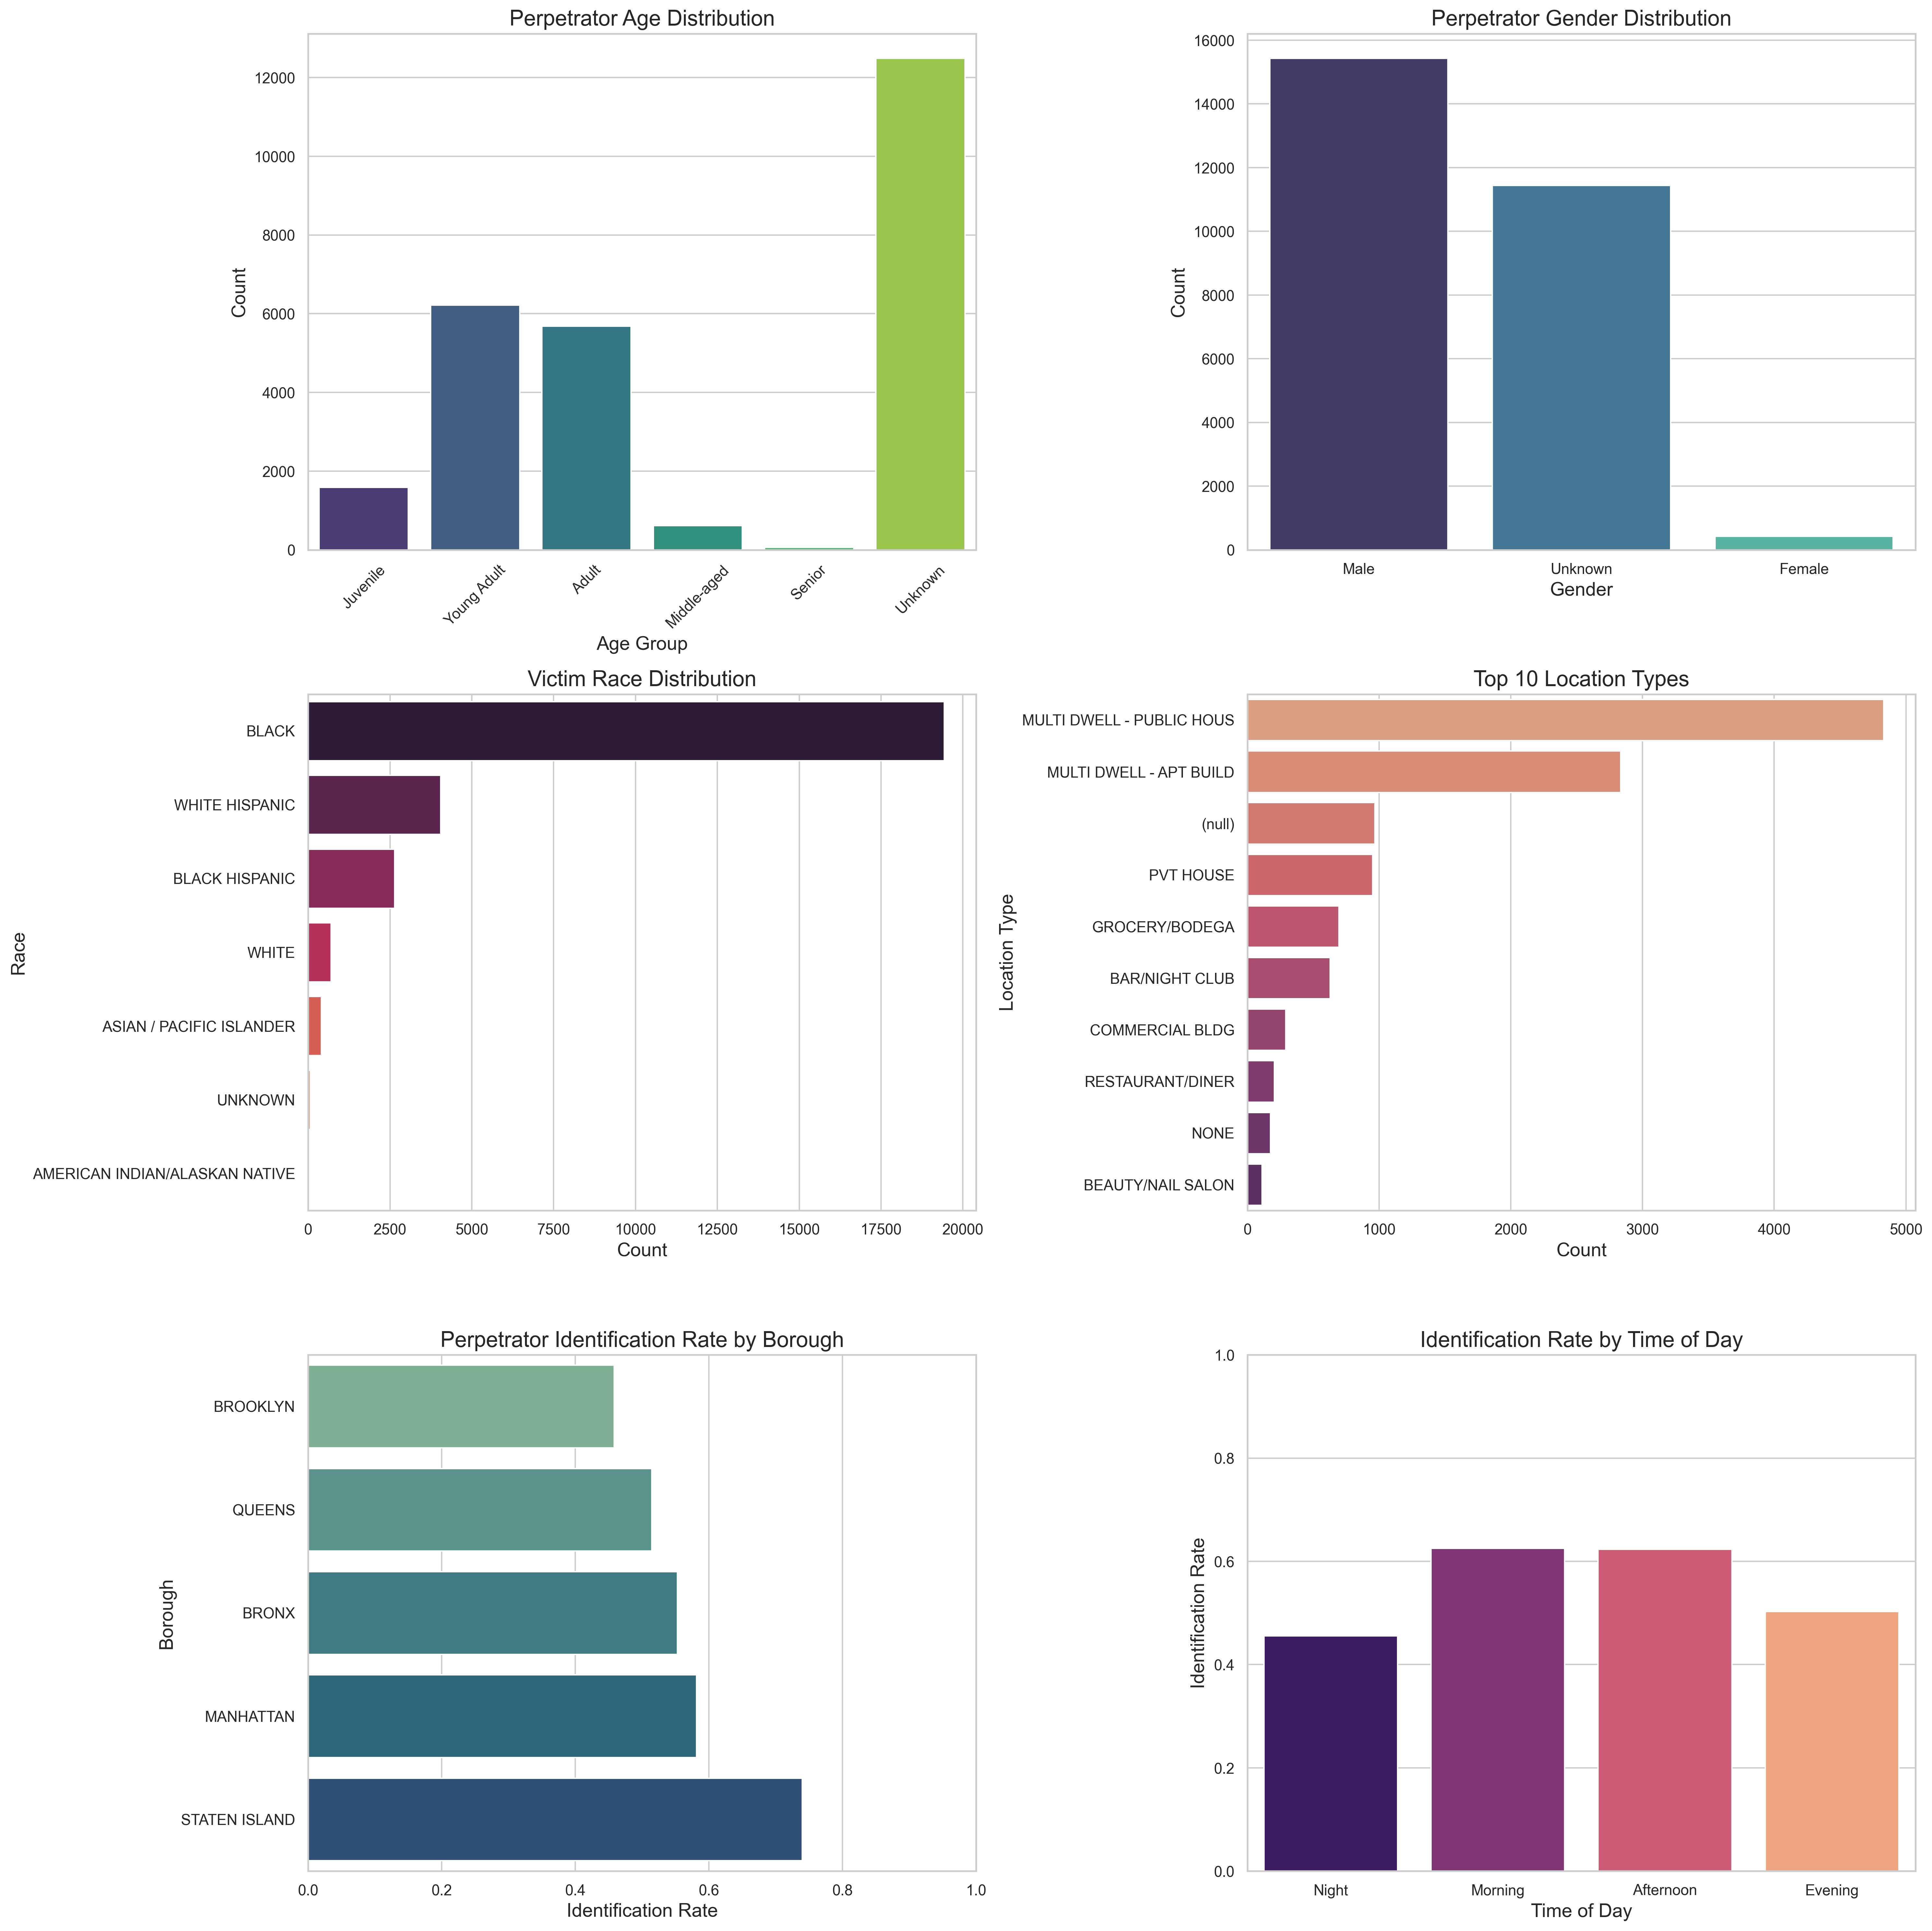 Perpetrator Age Distribution
12000
10000
8000
6000
4000
2000
0
Count
Juvenile
Young Adult
Adult
Middle-aged
Senior
Unknown
Age Group
Perpetrator Gender Distribution
16000
14000
12000
10000
8000
6000
4000
2000
0
Count
Male
Unknown
Female
Gender
Victim Race Distribution
BLACK
WHITE HISPANIC
BLACK HISPANIC
WHITE
ASIAN / PACIFIC ISLANDER
UNKNOWN
AMERICAN INDIAN/ALASKAN NATIVE
Race
0 2500 5000 7500 10000 12500 15000 17500 20000
Count
Top 10 Location Types
MULTI DWELL - PUBLIC HOUS
MULTI DWELL - APT BUILD
(null)
PVT HOUSE
GROCERY/BODEGA
BAR/NIGHT CLUB
COMMERCIAL BLDG
RESTAURANT/DINER
NONE
BEAUTY/NAIL SALON
Location Type
0 1000 2000 3000 4000 5000
Count
Perpetrator Identification Rate by Borough
BROOKLYN
QUEENS
BRONX
MANHATTAN
STATEN ISLAND
Borough
0.0 0.2 0.4 0.6 0.8 1.0
Identification Rate
Identification Rate by Time of Day
1.0
0.8
0.6
0.4
0.2
0.0
Identification Rate
Night
Morning
Afternoon
Evening
Time of Day